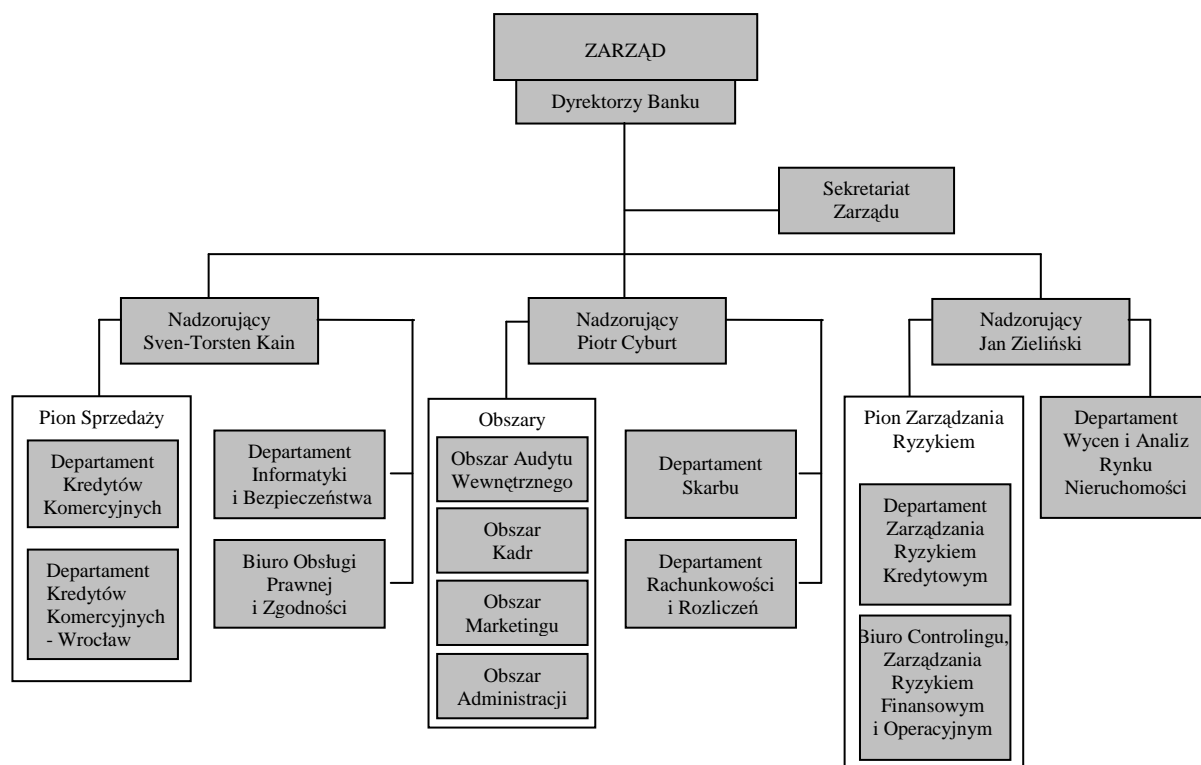 ZARZĄD
Dyrektorzy Banku
Sekretariat
Zarządu
Nadzorujący
Sven-Torsten Kain
Nadzorujący
Piotr Cyburt
Nadzorujący
Jan Zieliński
Pion Sprzedaży
Departament
Kredytów
Komercyjnych
Departament
Kredytów
Komercyjnych
- Wrocław
Departament
Informatyki
i Bezpieczeństwa
Biuro Obsługi
Prawnej
i Zgodności
Obszary
Obszar Audytu
Wewnętrznego
Obszar
Kadr
Obszar
Marketingu
Obszar
Administracji
Departament
Skarbu
Departament
Rachunkowości
i Rozliczeń
Pion Zarządzania
Ryzykiem
Departament
Zarządzania
Ryzykiem
Kredytowym
Biuro Controlingu,
Zarządzania
Ryzykiem
Finansowym
i Operacyjnym
Departament
Wycen i Analiz
Rynku
Nieruchomości